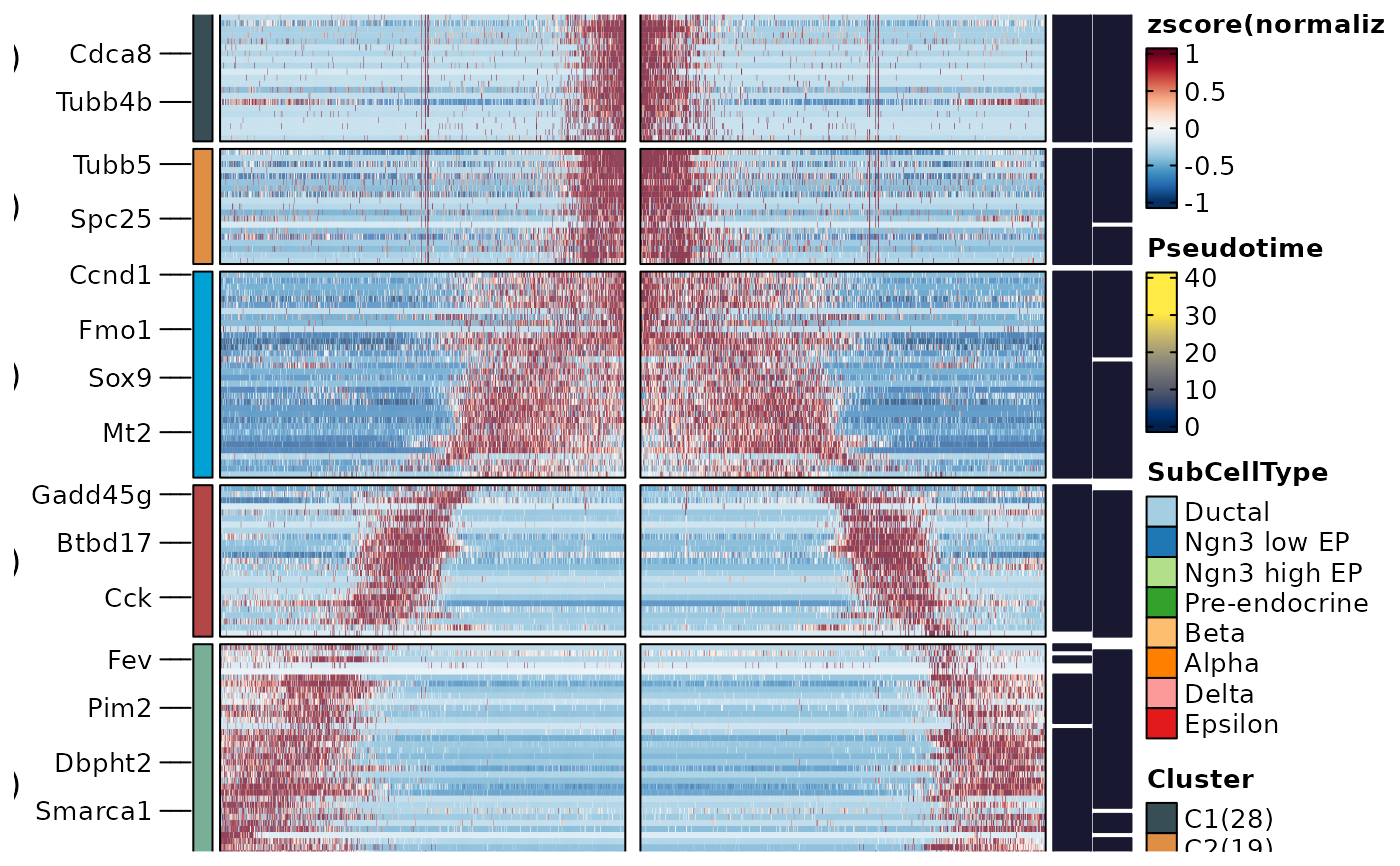 Cdca8
Tubb4b
Tubb5
Spc25
Ccnd1
Fmo1
Sox9
Mt2
Gadd45g
Btbd17
Cck
Fev
Pim2
Dbpht2
Smarca1
)
)
)
)
)
zscore(normaliz
1
0.5
0
-0.5
-1
Pseudotime
40
30
20
10
0
SubCellType
Ductal
Ngn3 low EP
Ngn3 high EP
Pre-endocrine
Beta
Alpha
Delta
Epsilon
Cluster
C1(28)
C2(19)